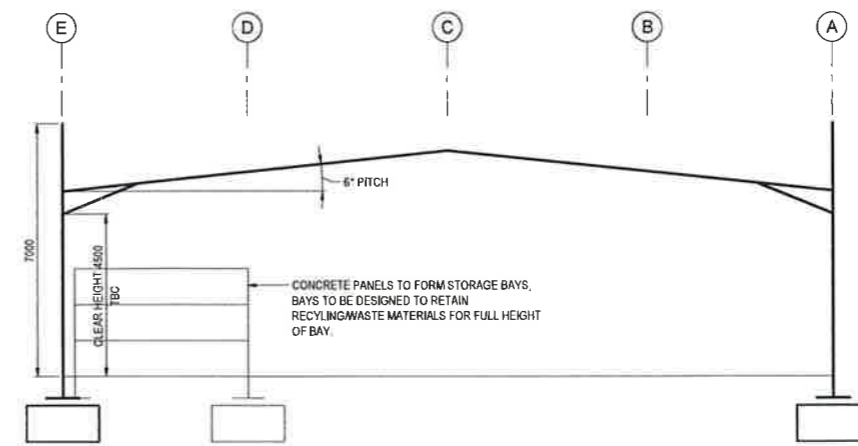 E D C B A
6° PITCH
7000
CLEAR HEIGHT 4500
TBC
CONCRETE PANELS TO FORM STORAGE BAYS,
BAYS TO BE DESIGNED TO RETAIN
RECYLING/WASTE MATERIALS FOR FULL HEIGHT
OF BAY.